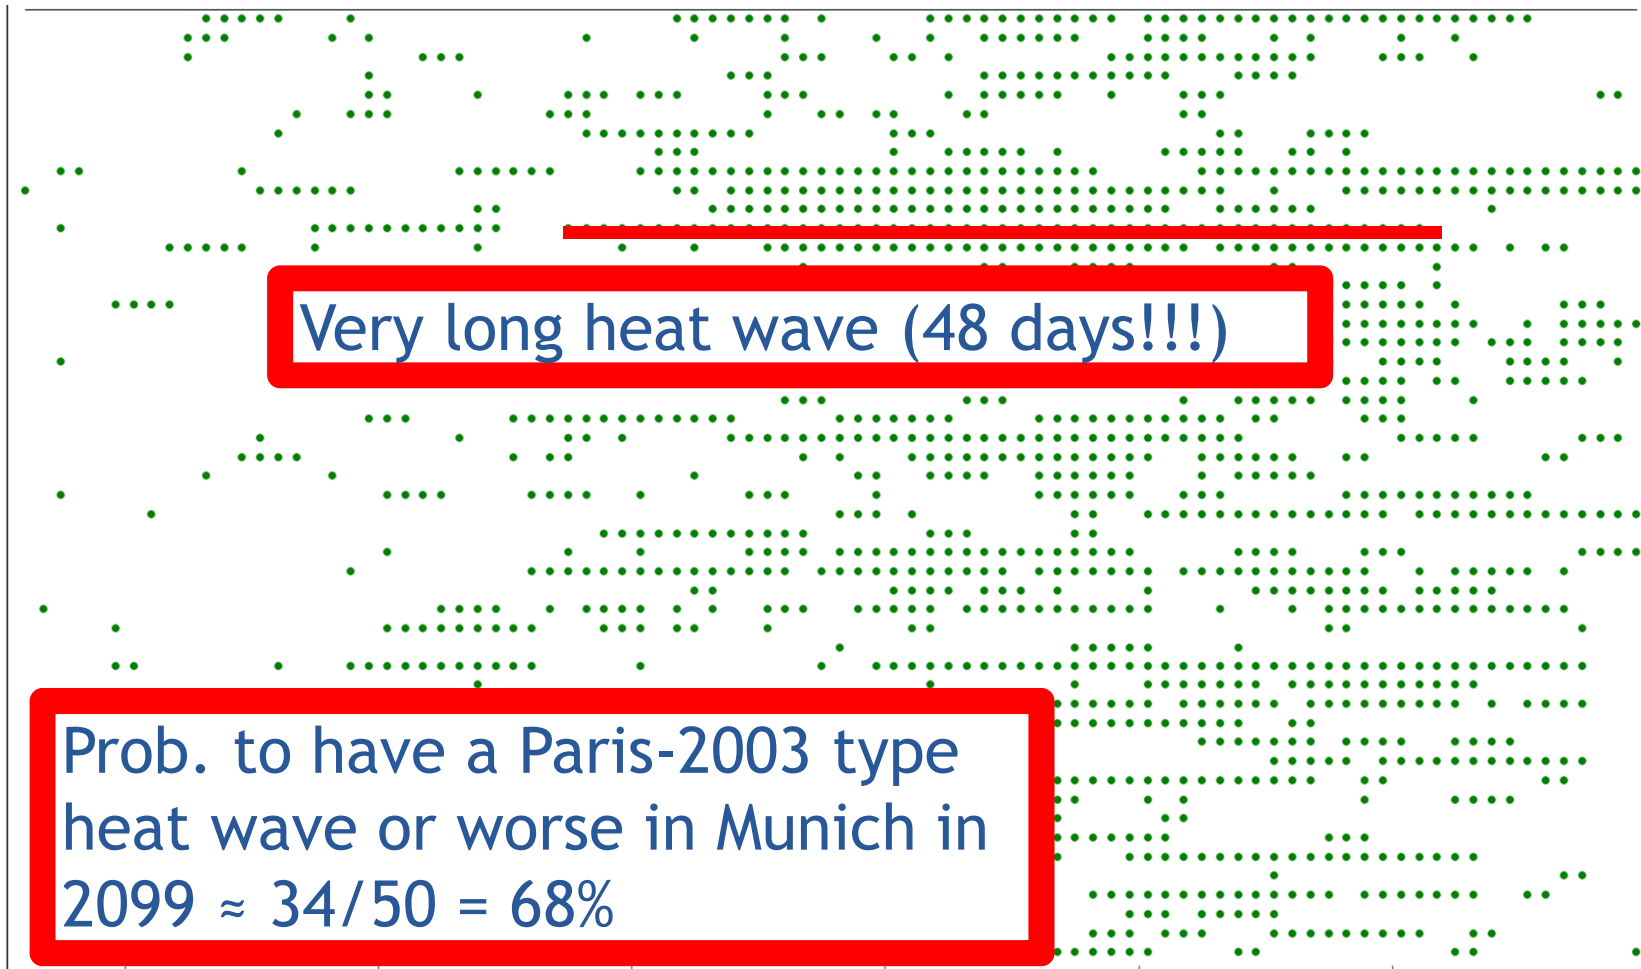 Very long heat wave (48 days!!!)
Prob. to have a Paris-2003 type
heat wave or worse in Munich in
2099 ≈ 34/50 = 68%